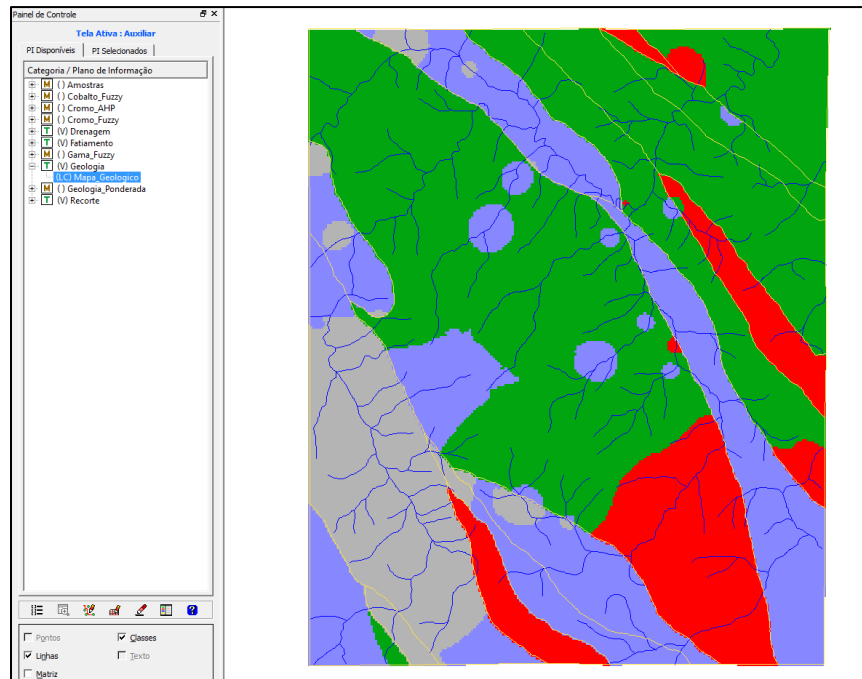 Painel de Controle
Tela Ativa : Auxiliar
PI Disponíveis PI Selecionados
Categoria / Plano de Informação
M ( ) Amostras
M ( ) Cobalto_Fuzzy
M ( ) Cromo_AHP
M ( ) Cromo_Fuzzy
T (V) Drenagem
T (V) Fatiamento
M ( ) Gama_Fuzzy
T (V) Geologia
(LC) Mapa_Geologico
M ( ) Geologia_Ponderada
T (V) Recorte
Pontos Classes
Linhas Texto
Matriz